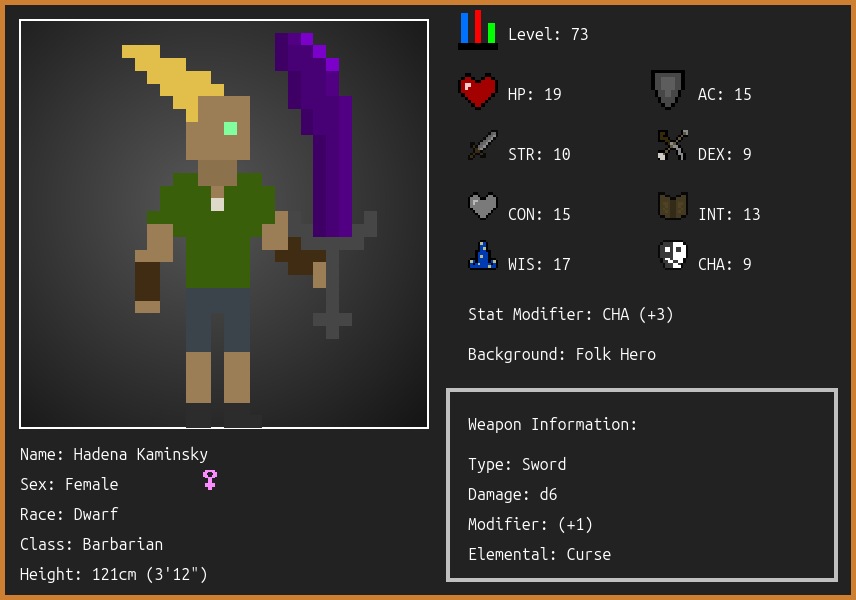 Level: 73
HP: 19
AC: 15
STR: 10
DEX: 9
CON: 15
INT: 13
WIS: 17
CHA: 9
Stat Modifier: CHA (+3)
Background: Folk Hero
Weapon Information:
Type: Sword
Damage: d6
Modifier: (+1)
Elemental: Curse
Name: Hadena Kaminsky
Sex: Female
Race: Dwarf
Class: Barbarian
Height: 121cm (3'12")